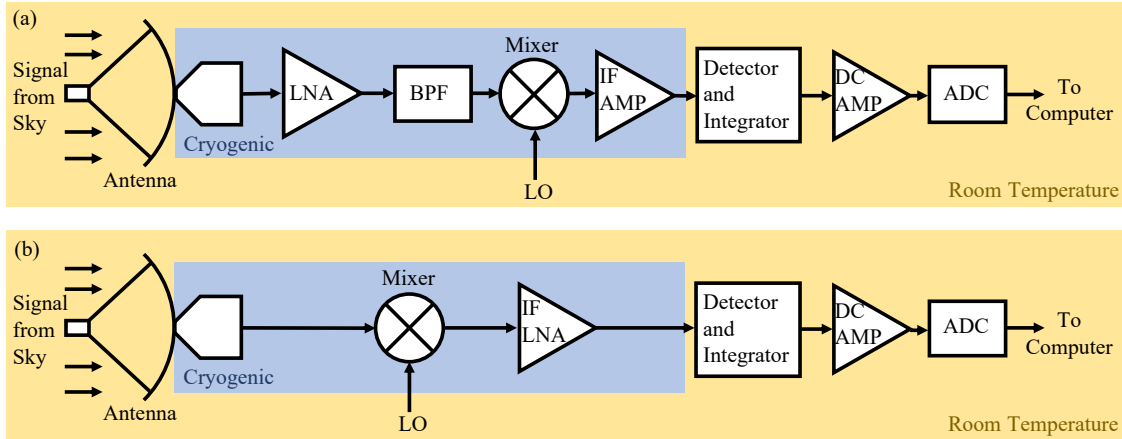 (a)
Signal
from
Sky
Antenna
Cryogenic
LNA
BPF
Mixer
LO
IF
AMP
Detector
and
Integrator
DC
AMP
ADC
To
Computer
Room Temperature
(b)
Signal
from
Sky
Antenna
Cryogenic
Mixer
LO
IF
LNA
Detector
and
Integrator
DC
AMP
ADC
To
Computer
Room Temperature